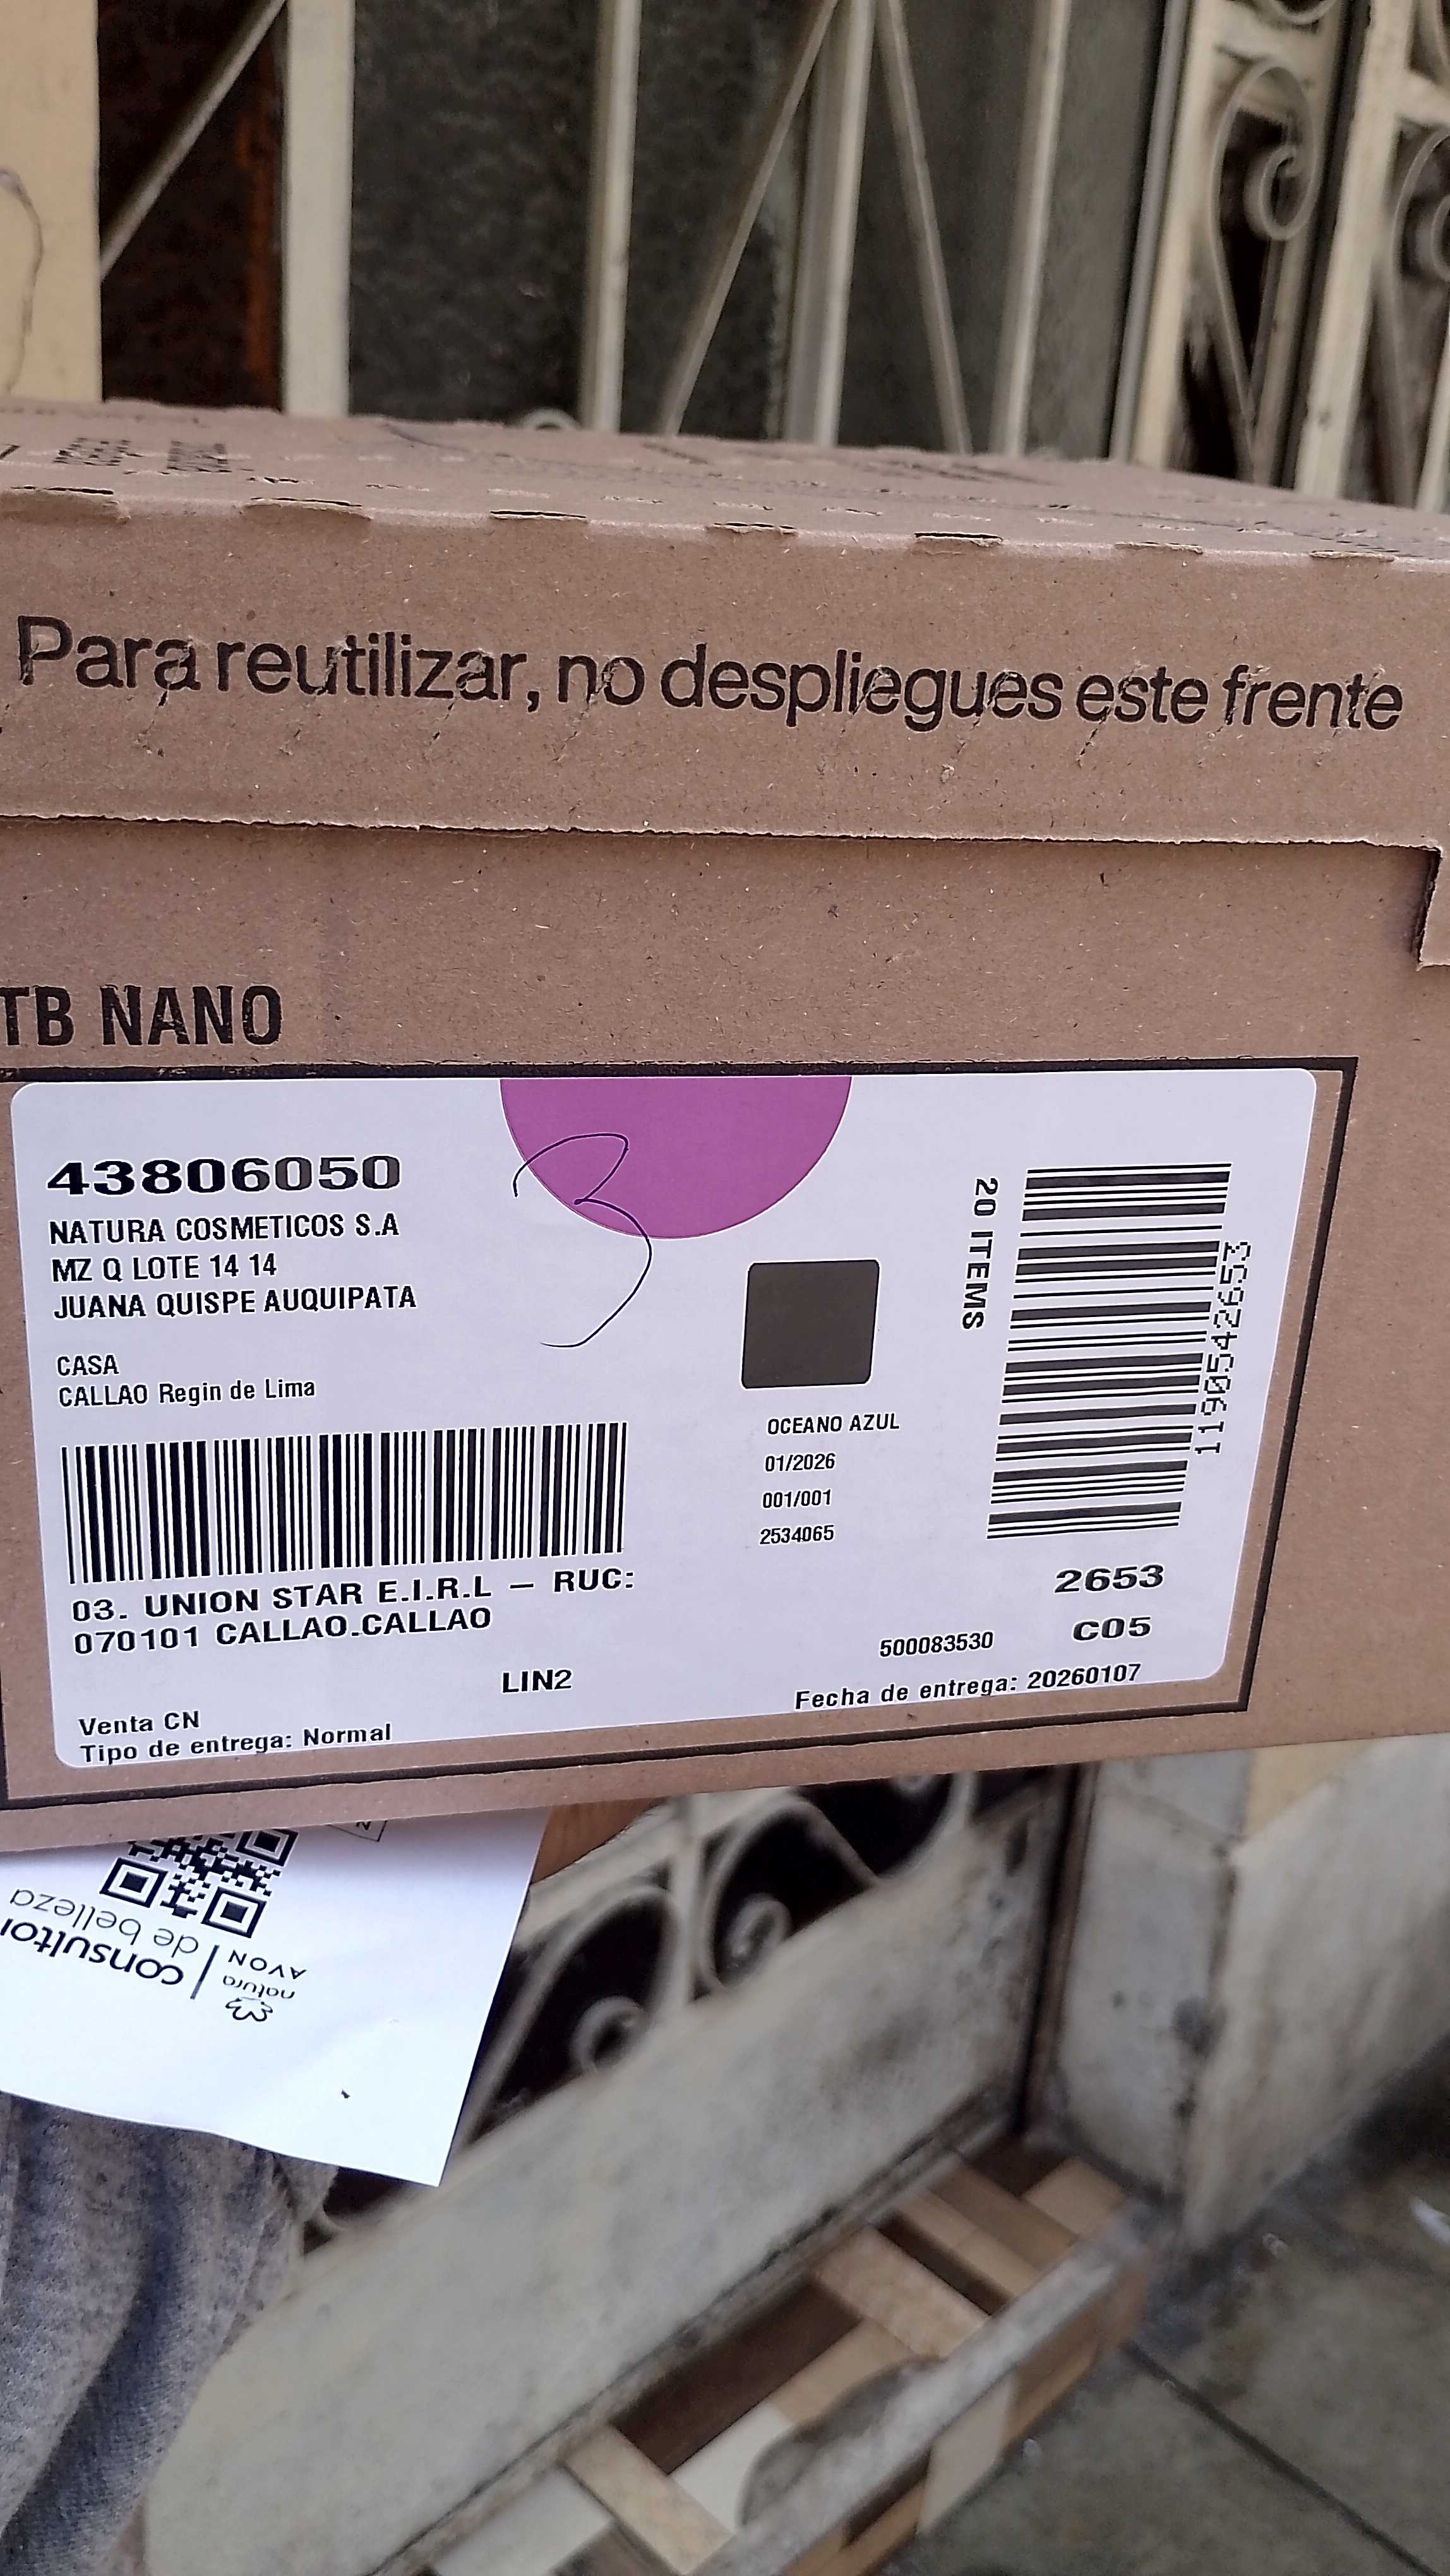 Para reutilizar, no despliegues este frente
TB NANO
43806050
NATURA COSMETICOS S.A
MZ Q LOTE 14 14
JUANA QUISPE AUQUIPATA
CASA
CALLAO Regin de Lima
3
20 ITEMS
OCEANO AZUL
01/2026
001/001
2534065
03. UNION STAR E.I.R.L – RUC:
070101 CALLAO.CALLAO
2653
C05
500083530
LIN2
Fecha de entrega: 20260107
Venta CN
Tipo de entrega: Normal
natura
AVON
de belleza